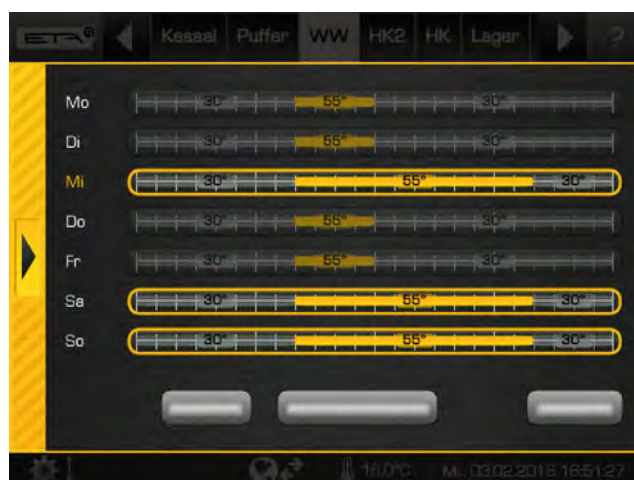 ETA Kessel Puffer WW HK2 HK Lager ?
Mo 30° 55° 30°
Di 30° 55° 30°
Mi 30° 55° 30°
Do 30° 55° 30°
Fr 30° 55° 30°
Sa 30° 55° 30°
So 30° 55° 30°
16.0°C Mi., 03.02.2016 16:51:27